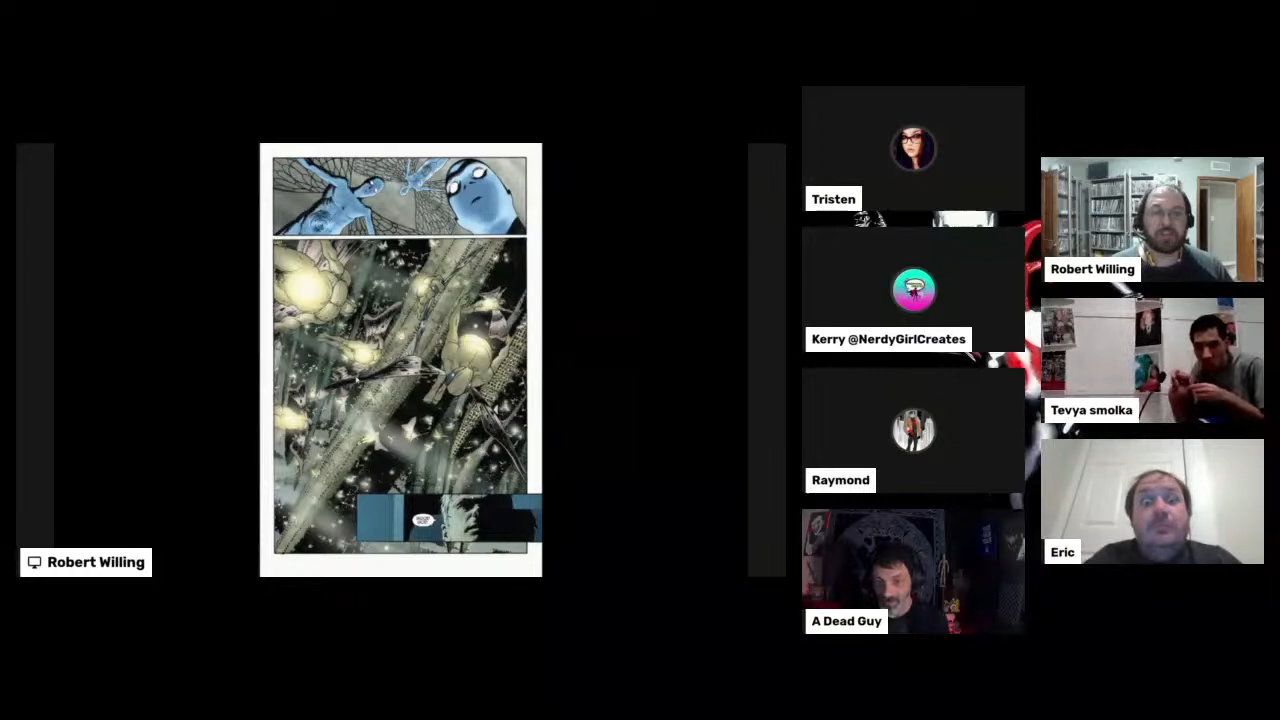 Robert Willing
Tristen
Kerry @NerdyGirlCreates
Raymond
A Dead Guy
Robert Willing
Tevya smolka
Eric